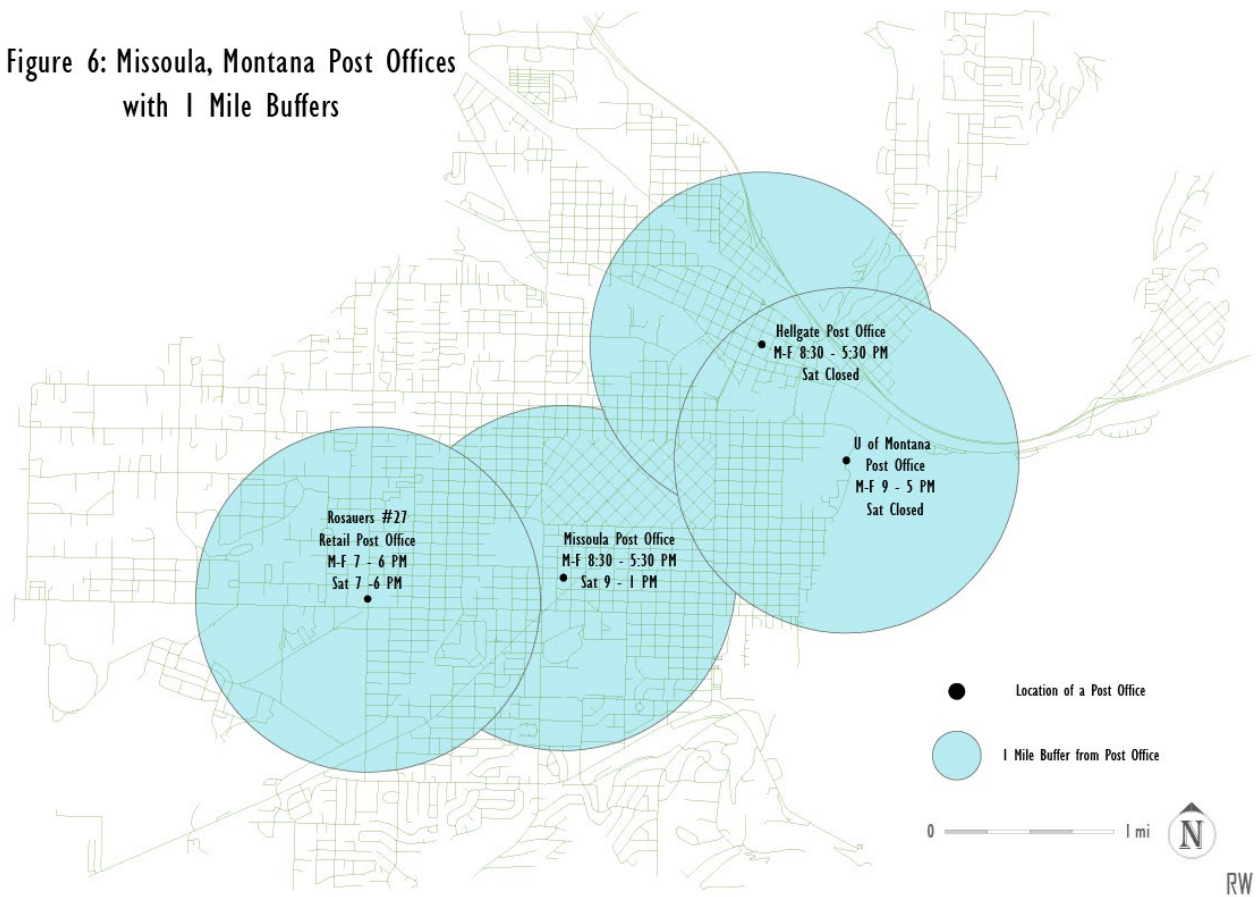 Figure 6: Missoula, Montana Post Offices
with 1 Mile Buffers
Hellgate Post Office
M-F 8:30 - 5:30 PM
Sat Closed
U of Montana
Post Office
M-F 9 - 5 PM
Sat Closed
Rosauers #27
Retail Post Office
M-F 7 - 6 PM
Sat 7 -6 PM
Missoula Post Office
M-F 8:30 - 5:30 PM
Sat 9 - 1 PM
Location of a Post Office
1 Mile Buffer from Post Office
0 1 mi
N
RW